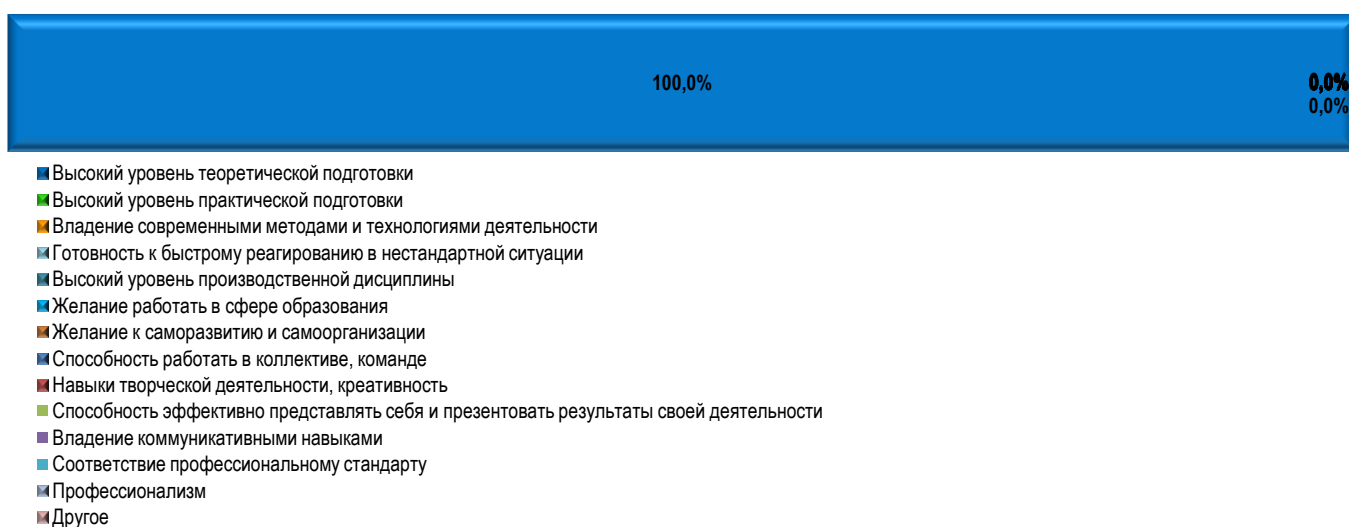 100,0%
0,0%
0,0%
Высокий уровень теоретической подготовки
Высокий уровень практической подготовки
Владение современными методами и технологиями деятельности
Готовность к быстрому реагированию в нестандартной ситуации
Высокий уровень производственной дисциплины
Желание работать в сфере образования
Желание к саморазвитию и самоорганизации
Способность работать в коллективе, команде
Навыки творческой деятельности, креативность
Способность эффективно представлять себя и презентовать результаты своей деятельности
Владение коммуникативными навыками
Соответствие профессиональному стандарту
Профессионализм
Другое